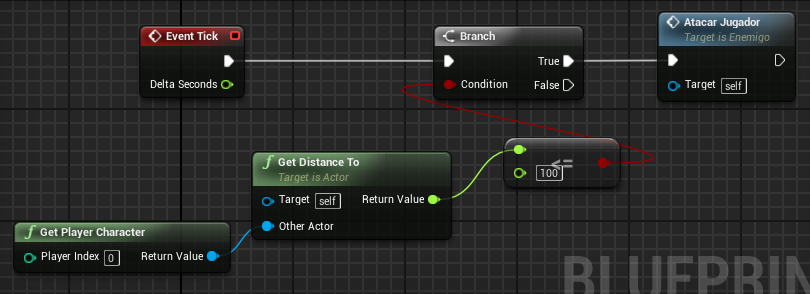 Event Tick
Delta Seconds
Branch
True
Condition
False
Atacar Jugador
Target is Enemigo
Target self
Get Distance To
Target is Actor
Target self
Return Value
Other Actor
<=
100
Get Player Character
Player Index 0
Return Value
BLUEPRIN